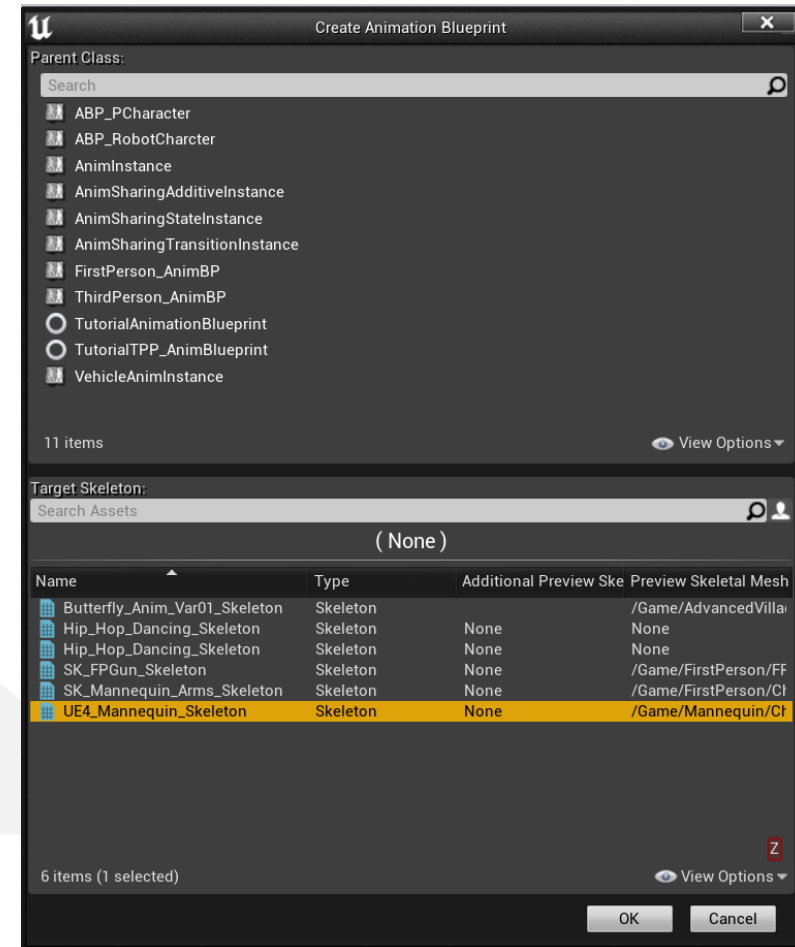 Create Animation Blueprint
Parent Class:
Search
ABP_PCharacter
ABP_RobotCharcter
AnimInstance
AnimSharingAdditiveInstance
AnimSharingStateInstance
AnimSharingTransitionInstance
FirstPerson_AnimBP
ThirdPerson_AnimBP
TutorialAnimationBlueprint
TutorialTPP_AnimBlueprint
VehicleAnimInstance
11 items View Options
Target Skeleton:
Search Assets
( None )
Name Type Additional Preview Ske Preview Skeletal Mesh
Butterfly_Anim_Var01_Skeleton Skeleton /Game/AdvancedVilla
Hip_Hop_Dancing_Skeleton Skeleton None None
Hip_Hop_Dancing_Skeleton Skeleton None None
SK_FPGun_Skeleton Skeleton None /Game/FirstPerson/FF
SK_Mannequin_Arms_Skeleton Skeleton None /Game/FirstPerson/Ch
UE4_Mannequin_Skeleton Skeleton None /Game/Mannequin/Ch
Z
6 items (1 selected) View Options
OK Cancel